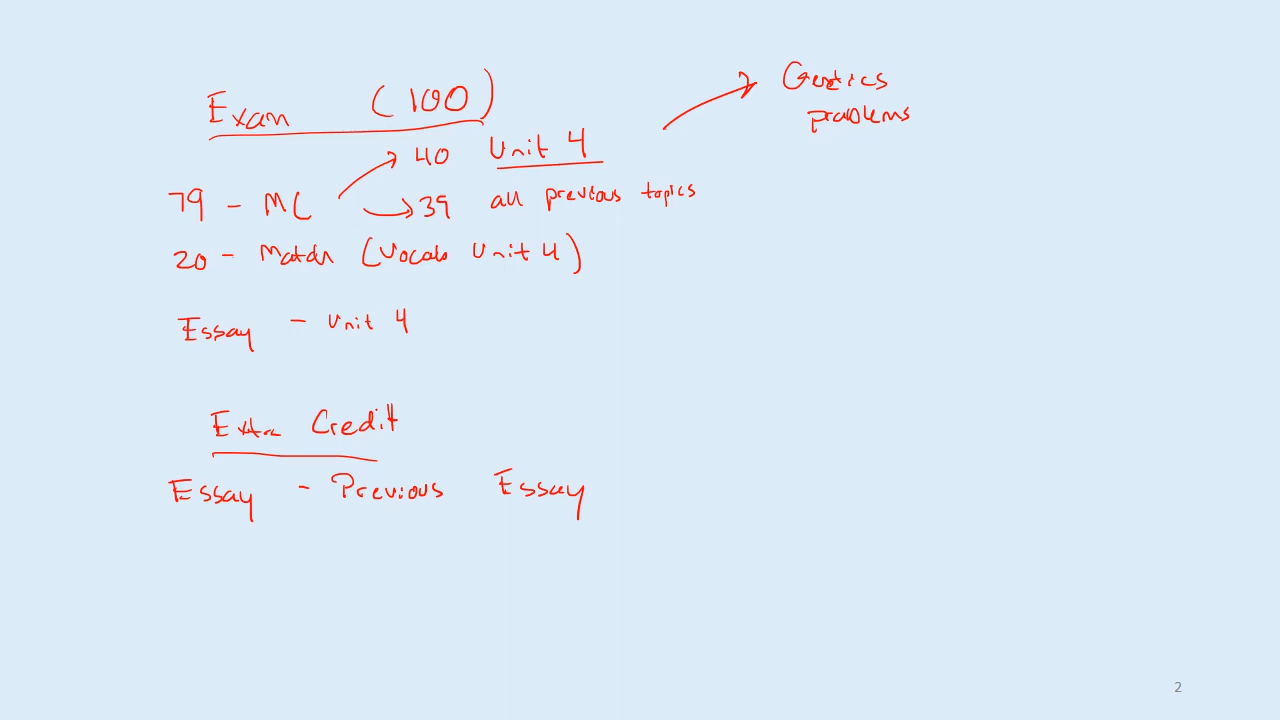 Exam (100)
Genetics
problems
40 Unit 4
79 - MC
39 all previous topics
20 - Match (Vocab Unit 4)
Essay - Unit 4
Extra Credit
Essay - Previous Essay
2